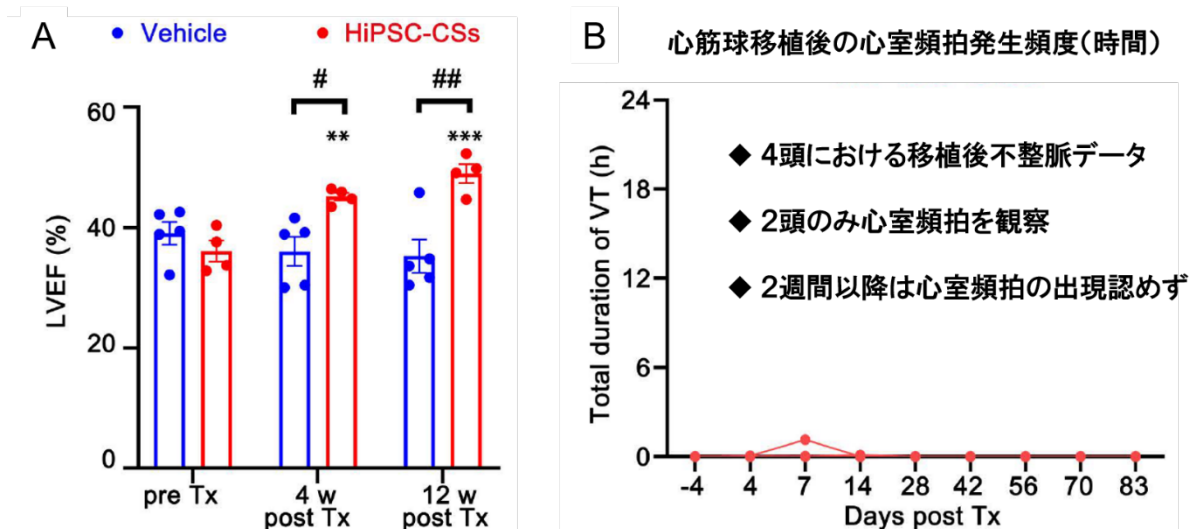 A
Vehicle
HiPSC-CSs
#
##
**
***
60
40
20
0
LVEF (%)
pre Tx
4 w
post Tx
12 w
post Tx
B
心筋球移植後の心室頻拍発生頻度(時間)
24
18
12
6
0
Total duration of VT (h)
◆ 4頭における移植後不整脈データ
◆ 2頭のみ心室頻拍を観察
◆ 2週間以降は心室頻拍の出現認めず
-4 4 7 14 28 42 56 70 83
Days post Tx